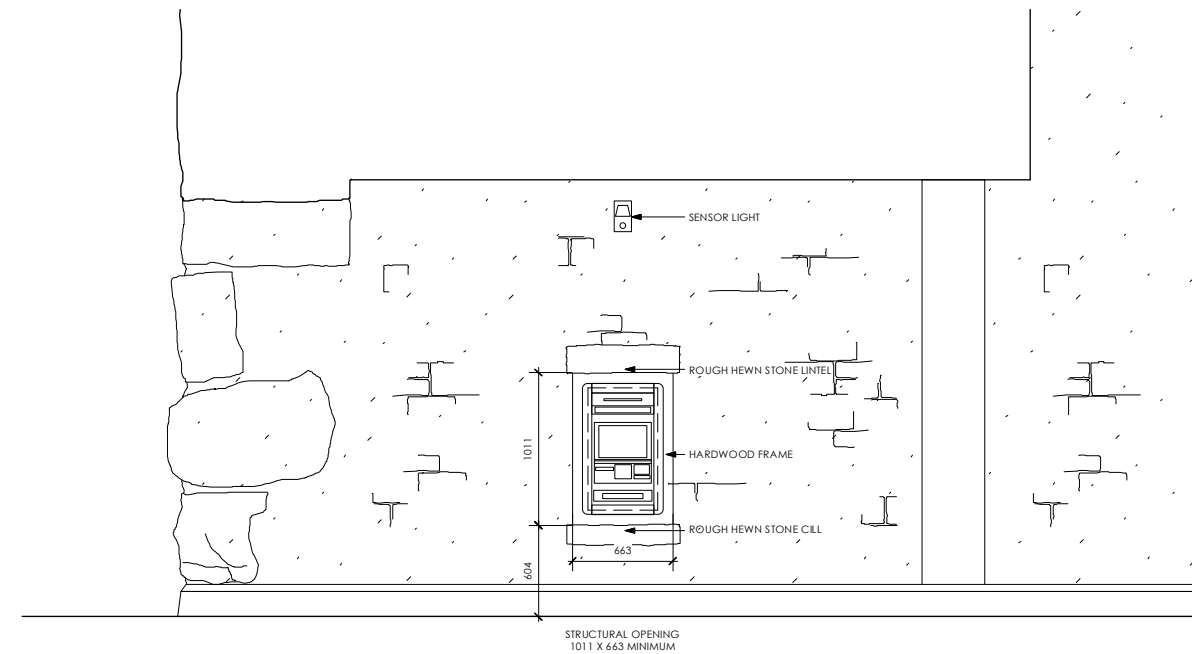 SENSOR LIGHT
ROUGH HEWN STONE LINTEL
1011
HARDWOOD FRAME
ROUGH HEWN STONE CILL
663
604
STRUCTURAL OPENING
1011 X 663 MINIMUM